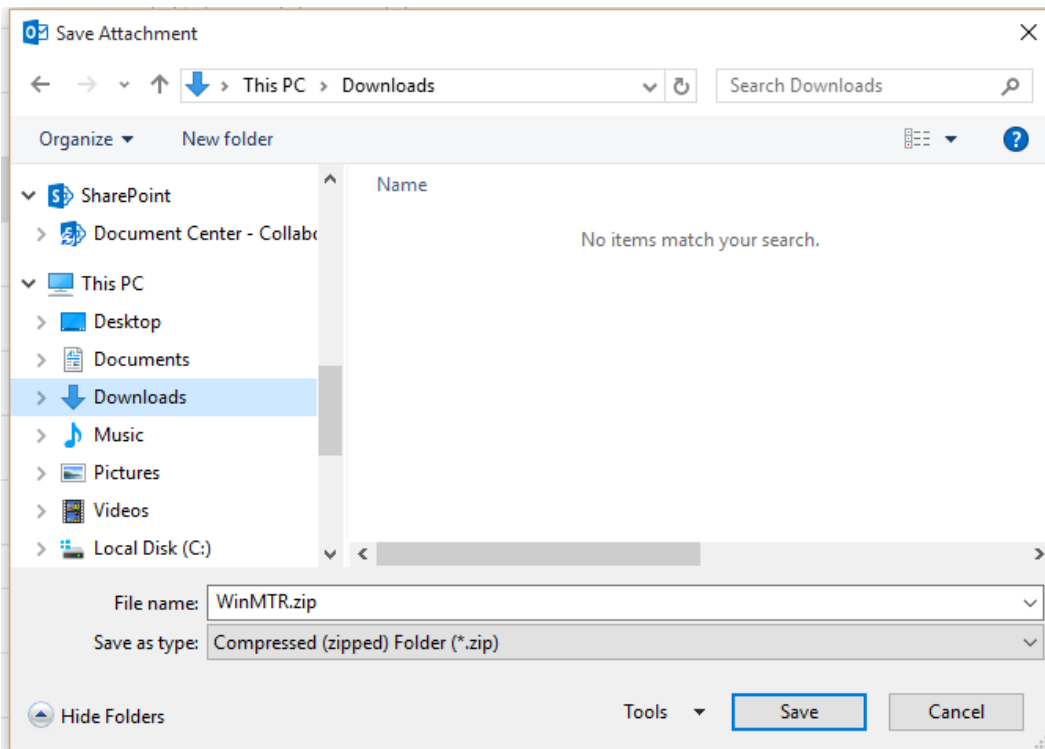 Save Attachment
This PC > Downloads
Search Downloads
Organize
New folder
Name
No items match your search.
SharePoint
Document Center - Collabo
This PC
Desktop
Documents
Downloads
Music
Pictures
Videos
Local Disk (C:)
File name: WinMTR.zip
Save as type: Compressed (zipped) Folder (*.zip)
Hide Folders
Tools
Save
Cancel